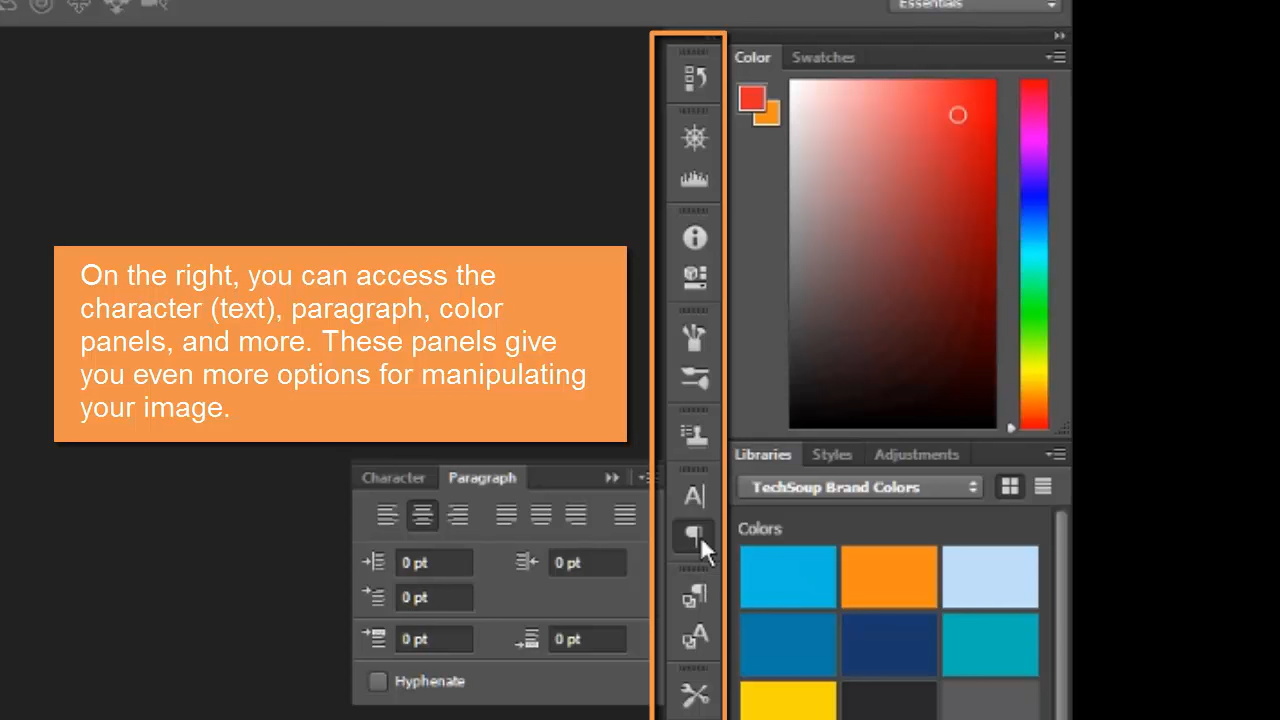 Essentials
Color Swatches
On the right, you can access the
character (text), paragraph, color
panels, and more. These panels give
you even more options for manipulating
your image.
Libraries Styles Adjustments
Character Paragraph
TechSoup Brand Colors
A
Colors
0 pt 0 pt
0 pt
0 pt 0 pt
A
Hyphenate